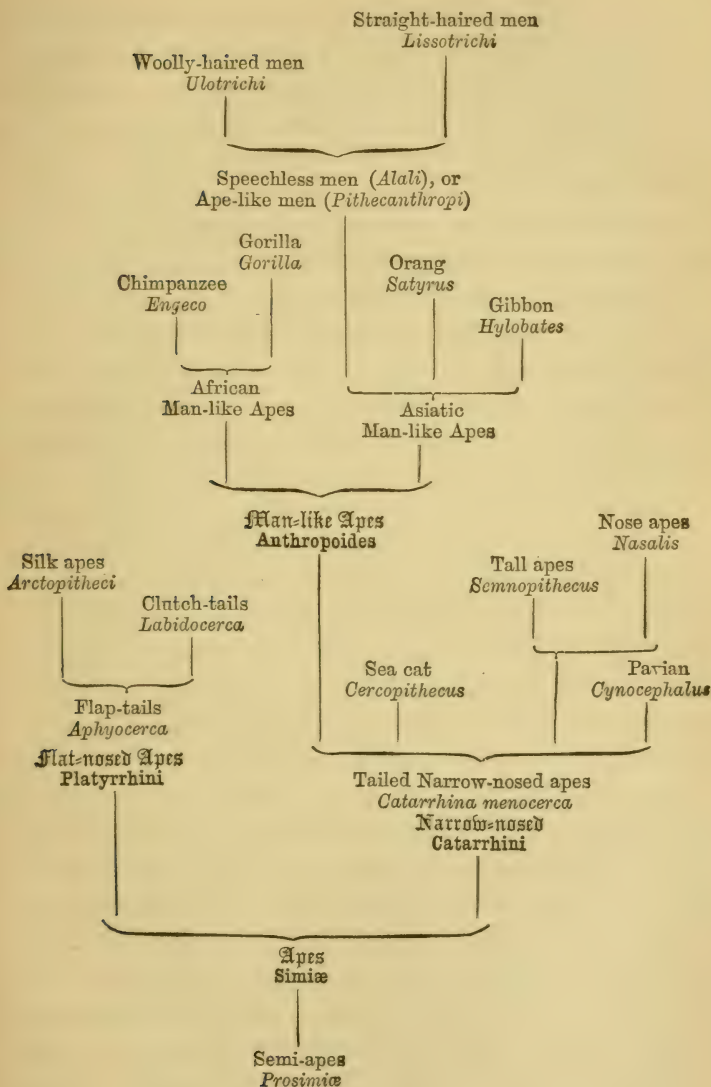 Straight-haired men
Lissotrichi
Woolly-haired men
Ulotrichi
Speechless men (Alali), or
Ape-like men (Pithecanthropi)
Gorilla
Gorilla
Chimpanzee
Engeco
Orang
Satyrus
Gibbon
Hylobates
African
Man-like Apes
Asiatic
Man-like Apes
Man-like Apes
Anthropoides
Nose apes
Nasalis
Silk apes
Arctopitheci
Tall apes
Semnopithecus
Clutch-tails
Labidocerca
Sea cat
Cercopithecus
Pavian
Cynocephalus
Flap-tails
Aphyocerca
Flat-nosed Apes
Platyrrhini
Tailed Narrow-nosed apes
Catarrhina menocerca
Narrow-nosed
Catarrhini
Apes
Simiæ
Semi-apes
Prosimiæ